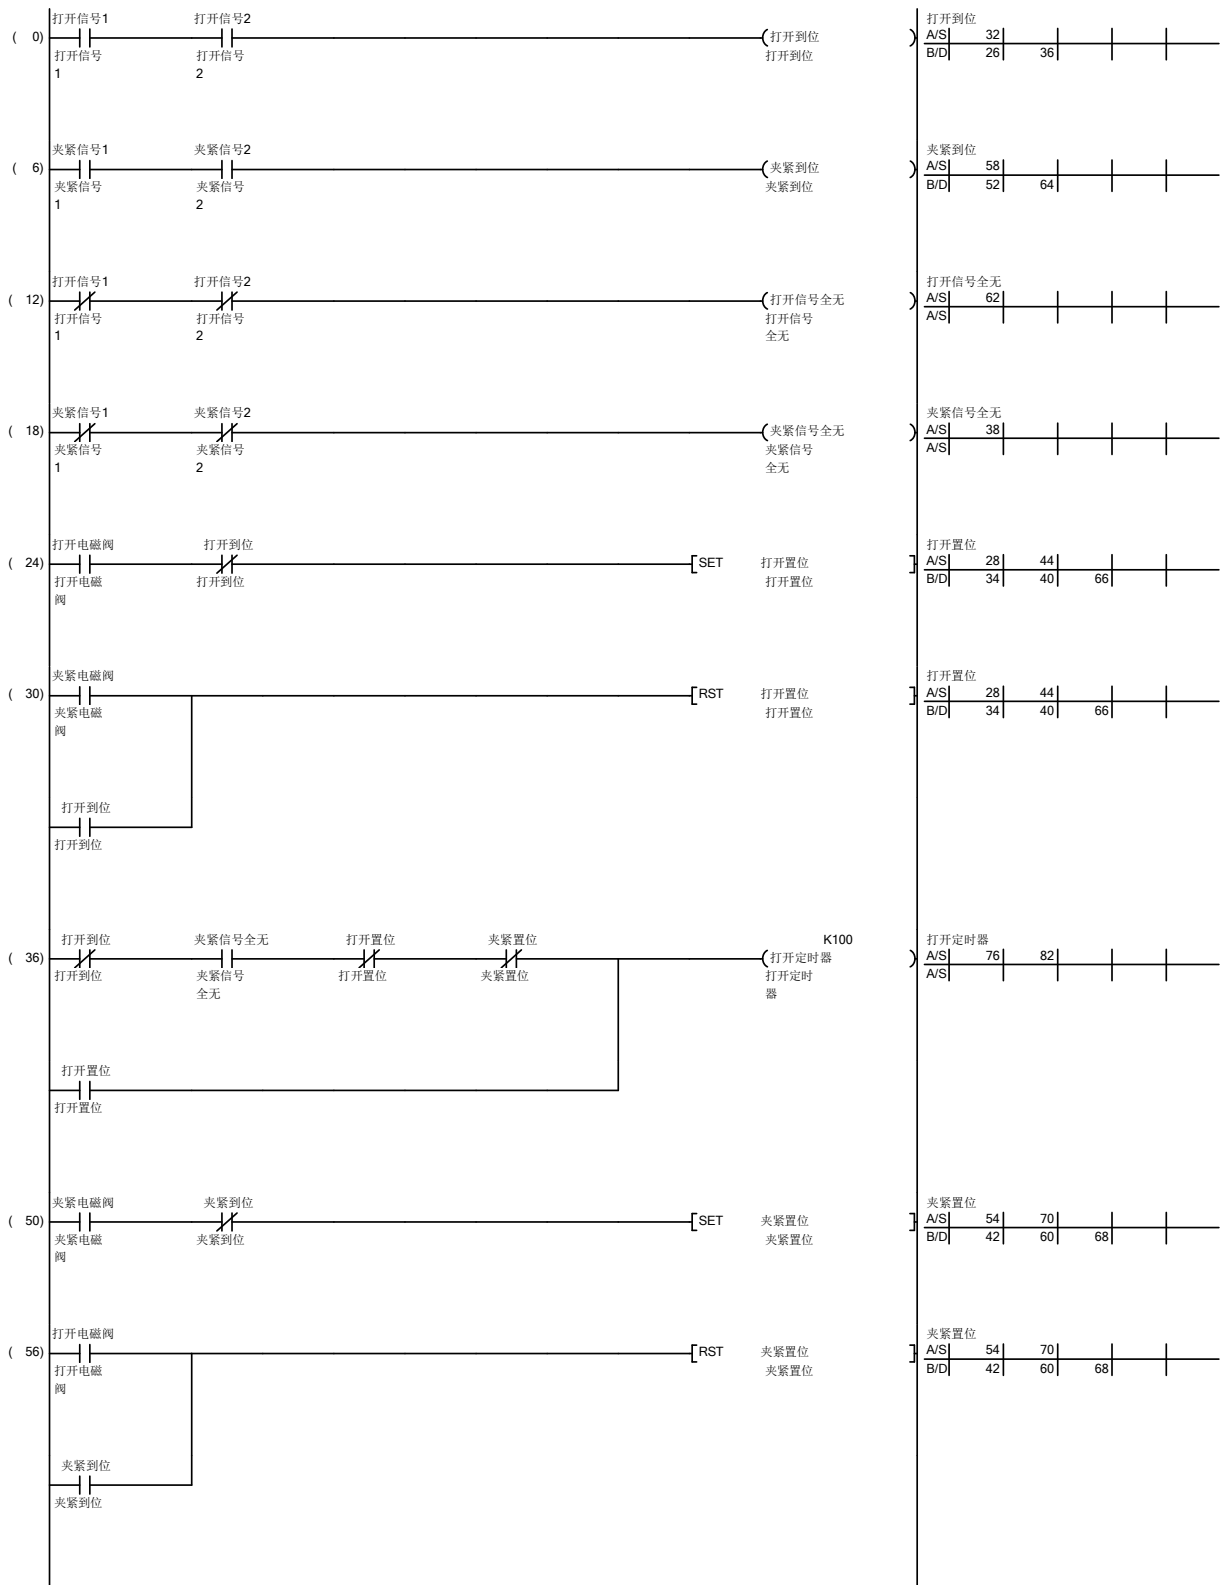 打开信号1 打开信号2 打开到位
( 0) (打开到位 ) A/S 32
打开信号 打开信号 打开到位 B/D 26 36
1 2
夹紧信号1 夹紧信号2 夹紧到位
( 6) (夹紧到位 ) A/S 58
夹紧信号 夹紧信号 夹紧到位 B/D 52 64
1 2
打开信号1 打开信号2 打开信号全无
( 12) (打开信号全无 ) A/S 62
打开信号 打开信号 打开信号 A/S
1 2 全无
夹紧信号1 夹紧信号2 夹紧信号全无
( 18) (夹紧信号全无 ) A/S 38
夹紧信号 夹紧信号 夹紧信号 A/S
1 2 全无
打开电磁阀 打开到位 打开置位
( 24) [SET 打开置位 ] A/S 28 44
打开电磁 打开到位 打开置位 B/D 34 40 66
阀
夹紧电磁阀 打开置位
( 30) [RST 打开置位 ] A/S 28 44
夹紧电磁 打开置位 B/D 34 40 66
阀
打开到位
打开到位
打开到位 夹紧信号全无 打开置位 夹紧置位 K100 打开定时器
( 36) (打开定时器 ) A/S 76 82
打开到位 夹紧信号 打开置位 夹紧置位 打开定时 A/S
全无 器
打开置位
打开置位
夹紧电磁阀 夹紧到位 夹紧置位
( 50) [SET 夹紧置位 ] A/S 54 70
夹紧电磁 夹紧到位 夹紧置位 B/D 42 60 68
阀
打开电磁阀 夹紧置位
( 56) [RST 夹紧置位 ] A/S 54 70
打开电磁 夹紧置位 B/D 42 60 68
阀
夹紧到位
夹紧到位